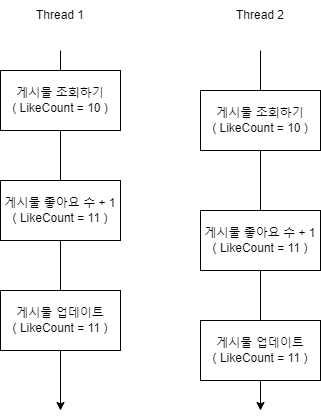 Thread 1
Thread 2
게시물 조회하기
( LikeCount = 10 )
게시물 조회하기
( LikeCount = 10 )
게시물 좋아요 수 + 1
( LikeCount = 11 )
게시물 좋아요 수 + 1
( LikeCount = 11 )
게시물 업데이트
( LikeCount = 11 )
게시물 업데이트
( LikeCount = 11 )